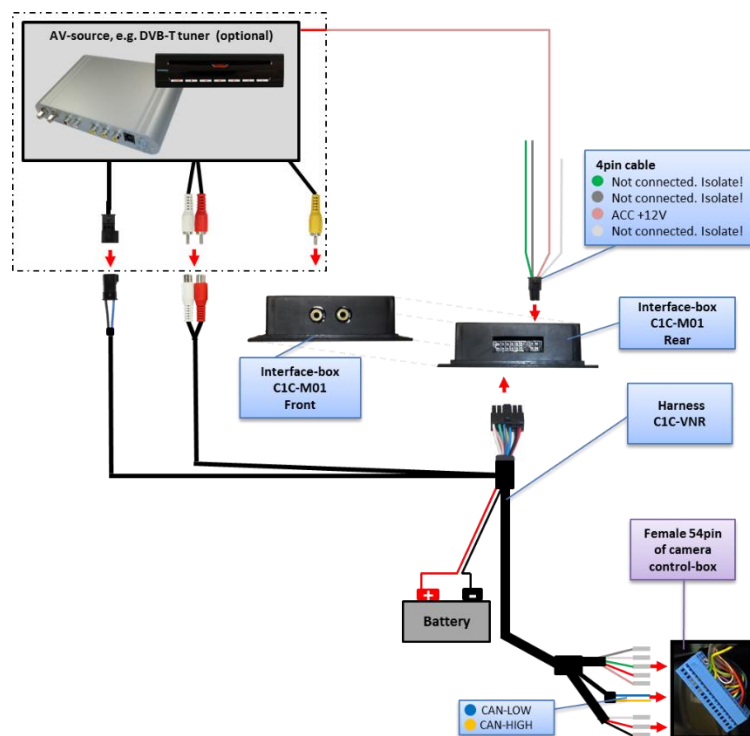 AV-source, e.g. DVB-T tuner (optional)
4pin cable
Not connected. Isolate!
Not connected. Isolate!
ACC +12V
Not connected. Isolate!
Interface-box
C1C-M01
Rear
Interface-box
C1C-M01
Front
Harness
C1C-VNR
Female 54pin
of camera
control-box
+
-
Battery
CAN-LOW
CAN-HIGH